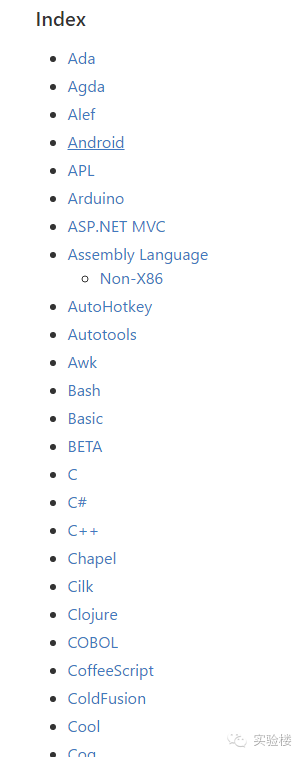 Index
Ada
Agda
Alef
Android
APL
Arduino
ASP.NET MVC
Assembly Language
Non-X86
AutoHotkey
Autotools
Awk
Bash
Basic
BETA
C
C#
C++
Chapel
Cilk
Clojure
COBOL
CoffeeScript
ColdFusion
Cool
Coq
实验楼